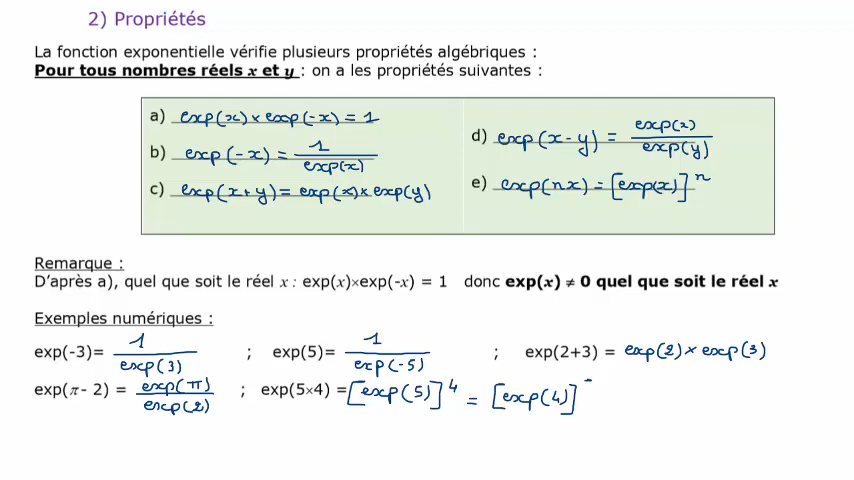 2) Propriétés
La fonction exponentielle vérifie plusieurs propriétés algébriques :
Pour tous nombres réels x et y : on a les propriétés suivantes :
a) exp(x) × exp(-x) = 1
b) exp(-x) = 1/exp(x)
c) exp(x+y) = exp(x) × exp(y)
d) exp(x-y) = exp(x)/exp(y)
e) exp(nx) = [exp(x)]^n
Remarque :
D'après a), quel que soit le réel x : exp(x)×exp(-x) = 1 donc exp(x) ≠ 0 quel que soit le réel x
Exemples numériques :
exp(-3)= 1/exp(3) ; exp(5)= 1/exp(-5) ; exp(2+3) = exp(2) × exp(3)
exp(π- 2) = exp(π)/exp(2) ; exp(5×4) =[exp(5)]^4 = [exp(4)]